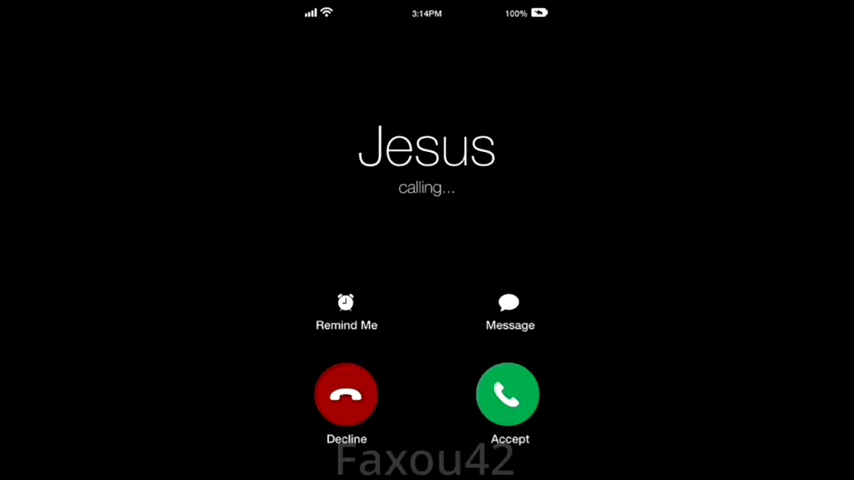 3:14PM
100%
Jesus
calling...
Remind Me
Message
Decline
Accept
Faxou42